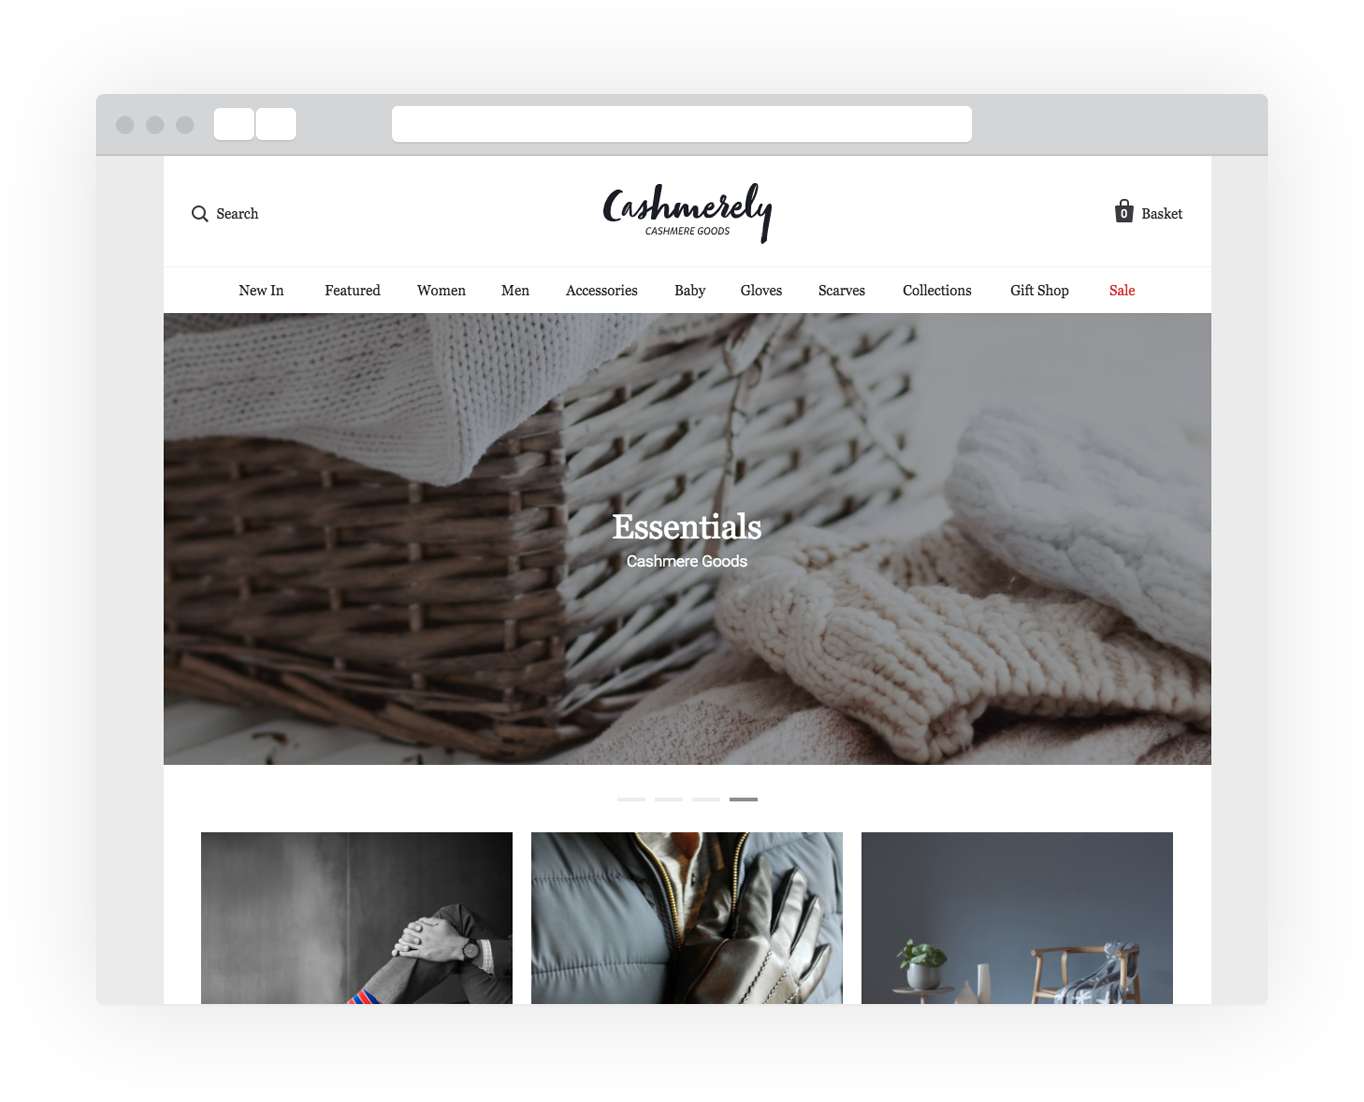 Search
Cashmerely
CASHMERE GOODS
0 Basket
New In Featured Women Men Accessories Baby Gloves Scarves Collections Gift Shop Sale
Essentials
Cashmere Goods